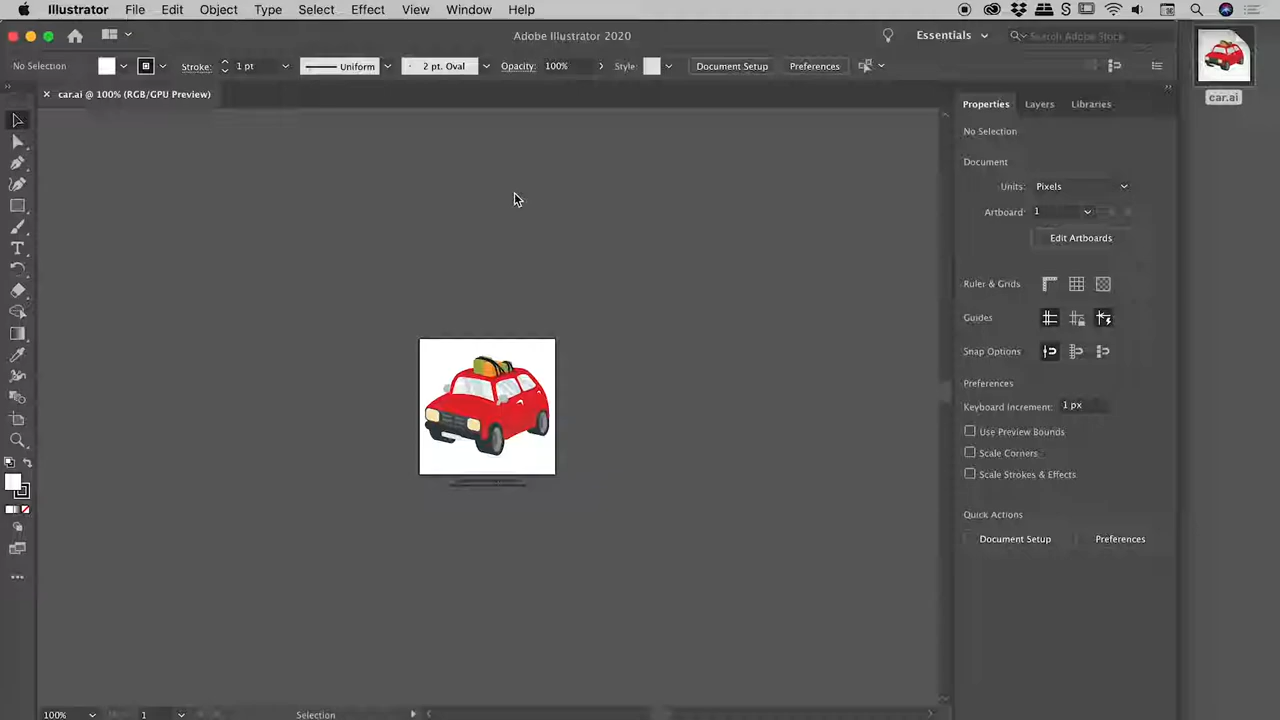 Illustrator File Edit Object Type Select Effect View Window Help
Adobe Illustrator 2020
Essentials
Search Adobe Stock
No Selection
Stroke:
1 pt
Uniform
2 pt. Oval
Opacity:
100%
Style:
Document Setup
Preferences
car.ai
car.ai @ 100% (RGB/GPU Preview)
Properties
Layers
Libraries
No Selection
Document
Units:
Pixels
Artboard:
1
Edit Artboards
Ruler & Grids
Guides
Snap Options
Preferences
Keyboard Increment:
1 px
Use Preview Bounds
Scale Corners
Scale Strokes & Effects
Quick Actions
Document Setup
Preferences
100%
1
Selection